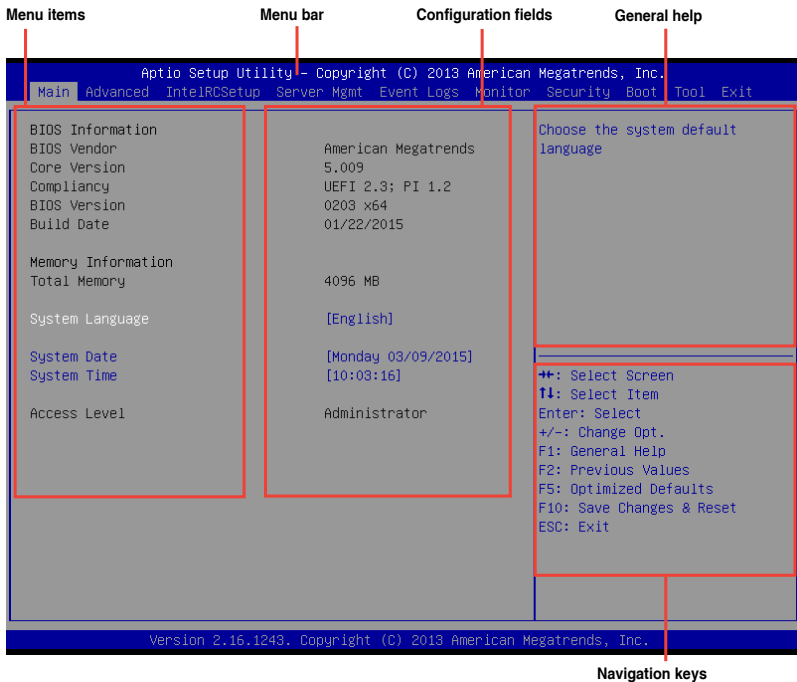 Menu items Menu bar Configuration fields General help
Aptio Setup Utility – Copyright (C) 2013 American Megatrends, Inc.
Main Advanced IntelRCSetup Server Mgmt Event Logs Monitor Security Boot Tool Exit
BIOS Information
BIOS Vendor American Megatrends
Core Version 5.009
Compliancy UEFI 2.3; PI 1.2
BIOS Version 0203 x64
Build Date 01/22/2015
Memory Information
Total Memory 4096 MB
System Language [English]
System Date [Monday 03/09/2015]
System Time [10:03:16]
Access Level Administrator
Choose the system default
language
→←: Select Screen
↑↓: Select Item
Enter: Select
+/-: Change Opt.
F1: General Help
F2: Previous Values
F5: Optimized Defaults
F10: Save Changes & Reset
ESC: Exit
Version 2.16.1243. Copyright (C) 2013 American Megatrends, Inc.
Navigation keys